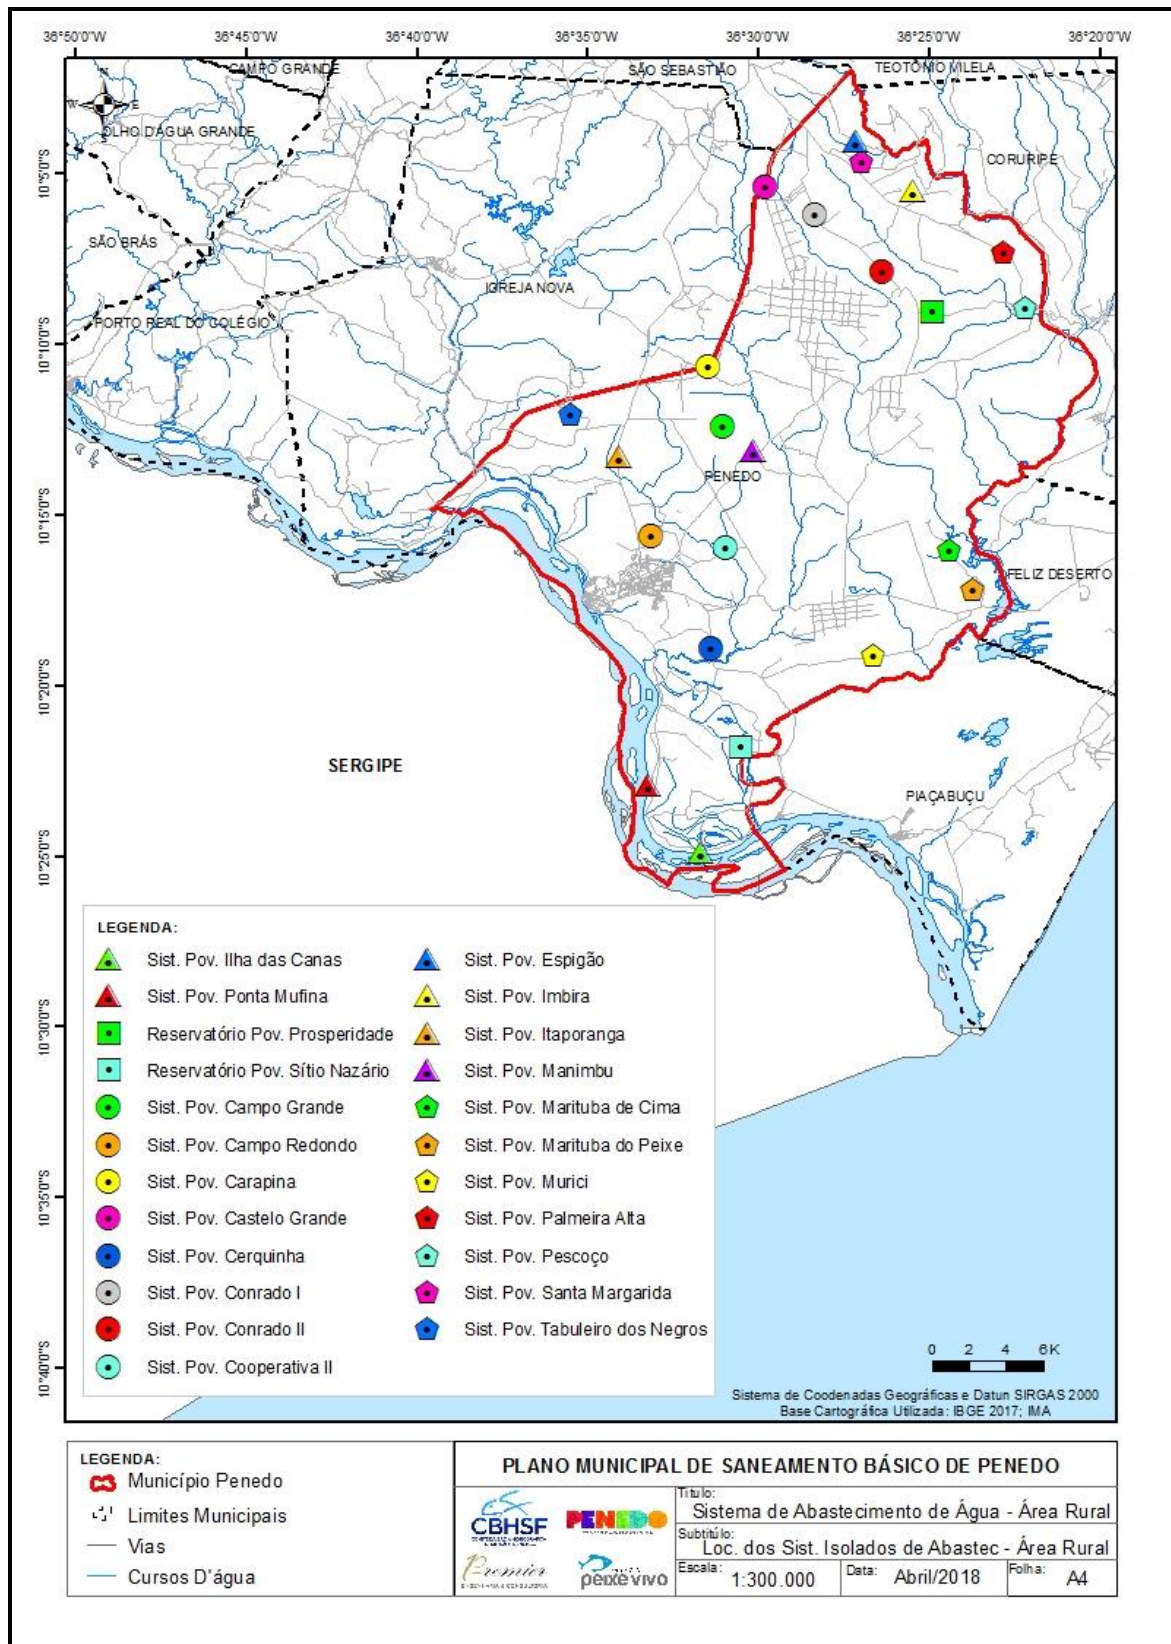 36°50'0"W 36°45'0"W 36°40'0"W 36°35'0"W 36°30'0"W 36°25'0"W 36°20'0"W
CAMPO GRANDE
SÃO SEBASTIÃO
TEOTÔNIO VILELA
N
W E
OLHO D'ÁGUA GRANDE
CORURIPE
10°5'0"S
SÃO BRÁS
IGREJA NOVA
PORTO REAL DO COLÉGIO
10°10'0"S
PENEDO
10°15'0"S
FELIZ DESERTO
10°20'0"S
SERGIPE
PIAÇABUÇU
10°25'0"S
10°30'0"S
10°35'0"S
10°40'0"S
LEGENDA:
Sist. Pov. Ilha das Canas
Sist. Pov. Ponta Mufina
Reservatório Pov. Prosperidade
Reservatório Pov. Sítio Nazário
Sist. Pov. Campo Grande
Sist. Pov. Campo Redondo
Sist. Pov. Carapina
Sist. Pov. Castelo Grande
Sist. Pov. Cerquinha
Sist. Pov. Conrado I
Sist. Pov. Conrado II
Sist. Pov. Cooperativa II
Sist. Pov. Espigão
Sist. Pov. Imbira
Sist. Pov. Itaporanga
Sist. Pov. Manimbu
Sist. Pov. Marituba de Cima
Sist. Pov. Marituba do Peixe
Sist. Pov. Murici
Sist. Pov. Palmeira Alta
Sist. Pov. Pescoço
Sist. Pov. Santa Margarida
Sist. Pov. Tabuleiro dos Negros
0 2 4 6K
Sistema de Coodenadas Geográficas e Datun SIRGAS 2000
Base Cartográfica Utilizada: IBGE 2017; IMA
LEGENDA:
Município Penedo
Limites Municipais
Vias
Cursos D'água
PLANO MUNICIPAL DE SANEAMENTO BÁSICO DE PENEDO
CBHSF
PENEDO
Premier
peixe vivo
Titulo:
Sistema de Abastecimento de Água - Área Rural
Subtitúlo:
Loc. dos Sist. Isolados de Abastec - Área Rural
Escala: 1:300.000
Data: Abril/2018
Folha: A4